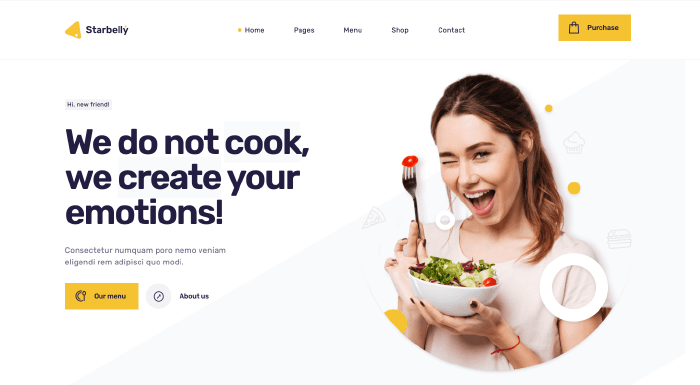 Starbelly
Home Pages Menu Shop Contact
Purchase
Hi, new friend!
We do not cook,
we create your
emotions!
Consectetur numquam poro nemo veniam
eligendi rem adipisci quo modi.
Our menu
About us